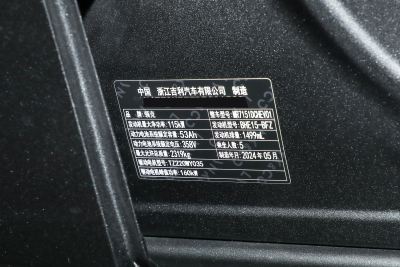 中国 浙江吉利汽车有限公司 制造
品牌：领克 整车型号：MR7151DCHEV01
发动机最大净功率：115kW 发动机型号：BHE15-BFZ
动力电池系统额定容量：53Ah 发动机排量：1499mL
动力电池系统额定电压：358V 乘坐人数：5
最大允许总质量：2319kg 制造年月：2024年05月
驱动电机型号：TZ220MY035
驱动电机峰值功率：160kW